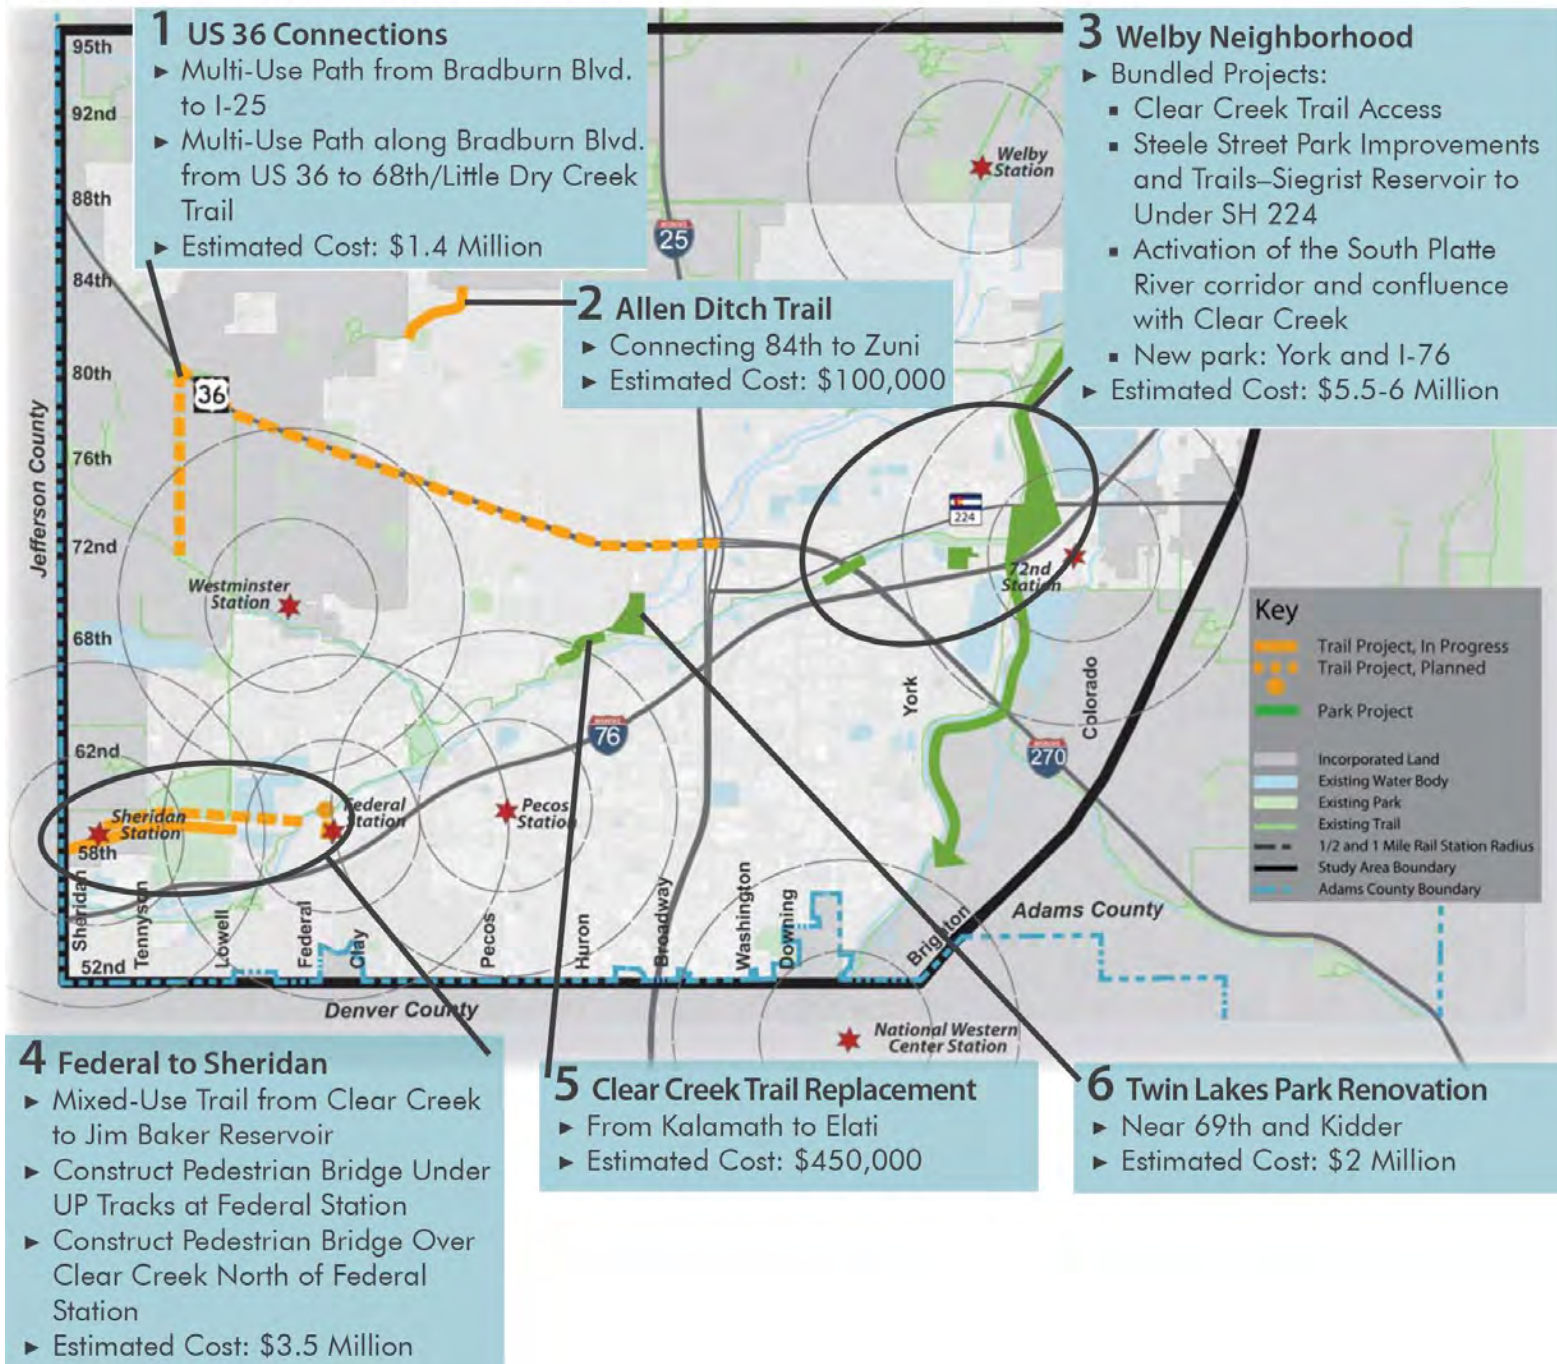 1 US 36 Connections
► Multi-Use Path from Bradburn Blvd.
to I-25
► Multi-Use Path along Bradburn Blvd.
from US 36 to 68th/Little Dry Creek
Trail
► Estimated Cost: $1.4 Million
2 Allen Ditch Trail
► Connecting 84th to Zuni
► Estimated Cost: $100,000
3 Welby Neighborhood
► Bundled Projects:
▪ Clear Creek Trail Access
▪ Steele Street Park Improvements
and Trails–Siegrist Reservoir to
Under SH 224
▪ Activation of the South Platte
River corridor and confluence
with Clear Creek
▪ New park: York and I-76
► Estimated Cost: $5.5-6 Million
95th
92nd
88th
84th
80th
76th
72nd
68th
62nd
58th
52nd
Jefferson County
25
36
224
76
270
Welby
Station
Westminster
Station
72nd
Station
Sheridan
Station
Federal
Station
Pecos
Station
National Western
Center Station
York
Colorado
Sheridan
Tennyson
Lowell
Federal
Clay
Pecos
Huron
Broadway
Washington
Downing
Brighton
Adams County
Denver County
Key
Trail Project, In Progress
Trail Project, Planned
Park Project
Incorporated Land
Existing Water Body
Existing Park
Existing Trail
1/2 and 1 Mile Rail Station Radius
Study Area Boundary
Adams County Boundary
4 Federal to Sheridan
► Mixed-Use Trail from Clear Creek
to Jim Baker Reservoir
► Construct Pedestrian Bridge Under
UP Tracks at Federal Station
► Construct Pedestrian Bridge Over
Clear Creek North of Federal
Station
► Estimated Cost: $3.5 Million
5 Clear Creek Trail Replacement
► From Kalamath to Elati
► Estimated Cost: $450,000
6 Twin Lakes Park Renovation
► Near 69th and Kidder
► Estimated Cost: $2 Million